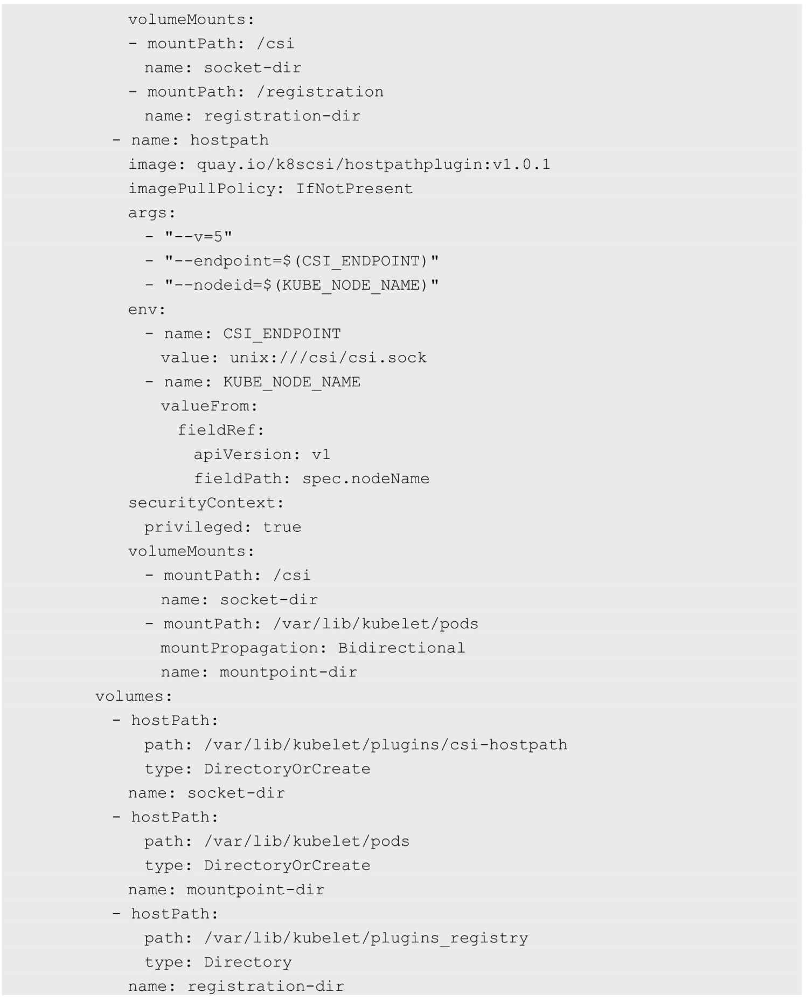 volumeMounts:
- mountPath: /csi
name: socket-dir
- mountPath: /registration
name: registration-dir
- name: hostpath
image: quay.io/k8scsi/hostpathplugin:v1.0.1
imagePullPolicy: IfNotPresent
args:
- "--v=5"
- "--endpoint=$(CSI_ENDPOINT)"
- "--nodeid=$(KUBE_NODE_NAME)"
env:
- name: CSI_ENDPOINT
value: unix:///csi/csi.sock
- name: KUBE_NODE_NAME
valueFrom:
fieldRef:
apiVersion: v1
fieldPath: spec.nodeName
securityContext:
privileged: true
volumeMounts:
- mountPath: /csi
name: socket-dir
- mountPath: /var/lib/kubelet/pods
mountPropagation: Bidirectional
name: mountpoint-dir
volumes:
- hostPath:
path: /var/lib/kubelet/plugins/csi-hostpath
type: DirectoryOrCreate
name: socket-dir
- hostPath:
path: /var/lib/kubelet/pods
type: DirectoryOrCreate
name: mountpoint-dir
- hostPath:
path: /var/lib/kubelet/plugins_registry
type: Directory
name: registration-dir